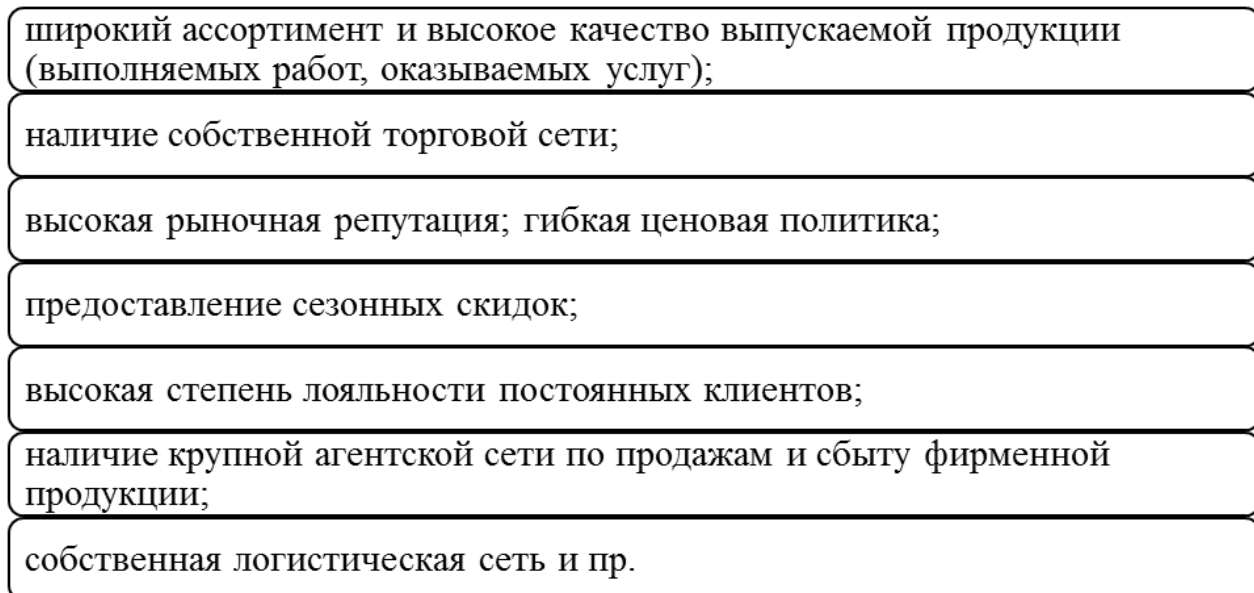 широкий ассортимент и высокое качество выпускаемой продукции
(выполняемых работ, оказываемых услуг);
наличие собственной торговой сети;
высокая рыночная репутация; гибкая ценовая политика;
предоставление сезонных скидок;
высокая степень лояльности постоянных клиентов;
наличие крупной агентской сети по продажам и сбыту фирменной
продукции;
собственная логистическая сеть и пр.